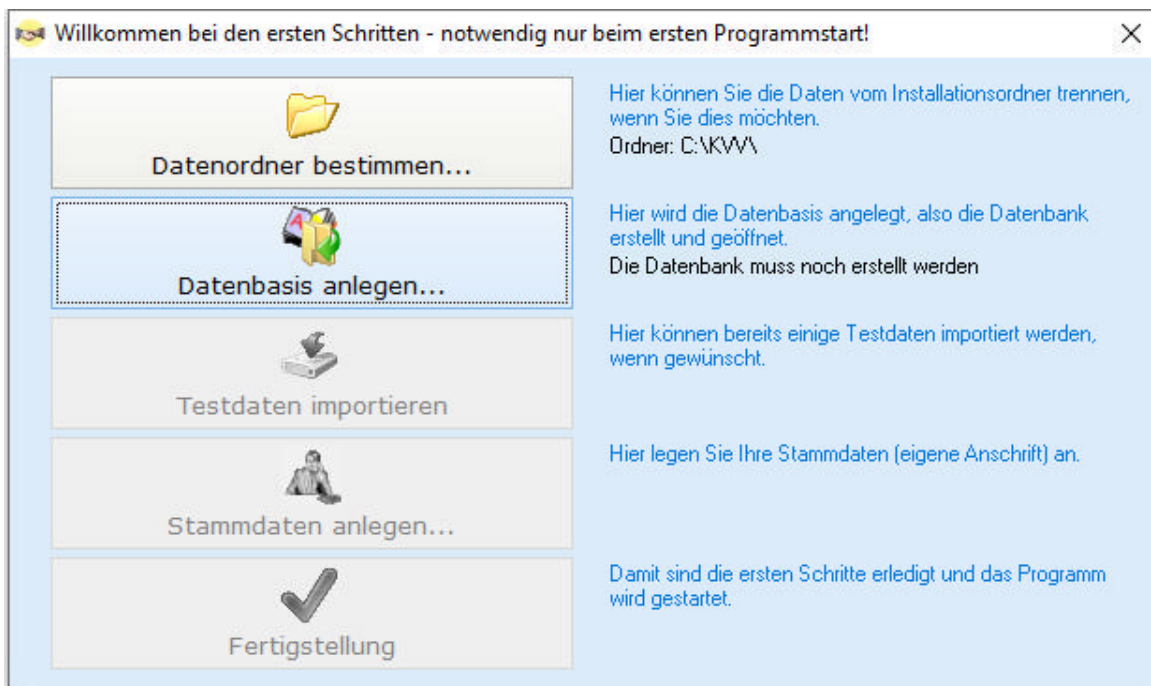 Willkommen bei den ersten Schritten - notwendig nur beim ersten Programmstart!
Datenordner bestimmen...
Hier können Sie die Daten vom Installationsordner trennen,
wenn Sie dies möchten.
Ordner: C:\KVV\
Datenbasis anlegen...
Hier wird die Datenbasis angelegt, also die Datenbank
erstellt und geöffnet.
Die Datenbank muss noch erstellt werden
Testdaten importieren
Hier können bereits einige Testdaten importiert werden,
wenn gewünscht.
Stammdaten anlegen...
Hier legen Sie Ihre Stammdaten (eigene Anschrift) an.
Fertigstellung
Damit sind die ersten Schritte erledigt und das Programm
wird gestartet.